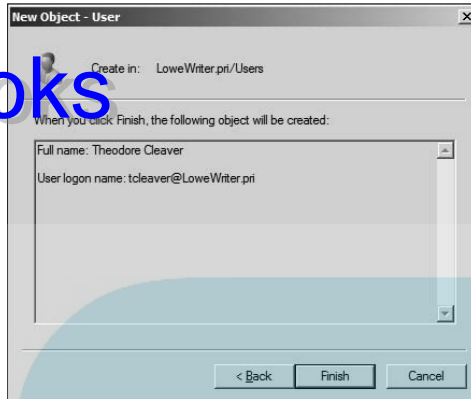 New Object - User
Create in: LoweWriter.pri/Users
oks
When you click Finish, the following object will be created:
Full name: Theodore Cleaver
User logon name: tcleaver@LoweWriter.pri
< Back Finish Cancel